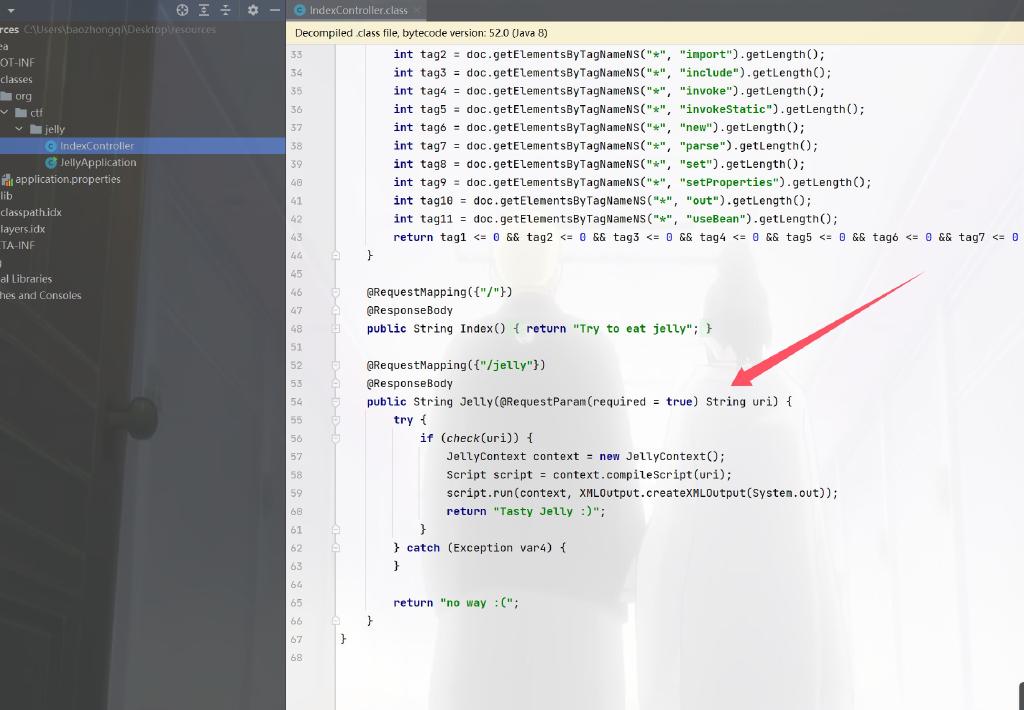 IndexController.class
rces C:\Users\baozhongqi\Desktop\resources
Decompiled .class file, bytecode version: 52.0 (Java 8)
ea
OT-INF
classes
org
ctf
jelly
IndexController
JellyApplication
application.properties
lib
classpath.idx
layers.idx
TA-INF
al Libraries
hes and Consoles
33 int tag2 = doc.getElementsByTagNameNS("*", "import").getLength();
34 int tag3 = doc.getElementsByTagNameNS("*", "include").getLength();
35 int tag4 = doc.getElementsByTagNameNS("*", "invoke").getLength();
36 int tag5 = doc.getElementsByTagNameNS("*", "invokeStatic").getLength();
37 int tag6 = doc.getElementsByTagNameNS("*", "new").getLength();
38 int tag7 = doc.getElementsByTagNameNS("*", "parse").getLength();
39 int tag8 = doc.getElementsByTagNameNS("*", "set").getLength();
40 int tag9 = doc.getElementsByTagNameNS("*", "setProperties").getLength();
41 int tag10 = doc.getElementsByTagNameNS("*", "out").getLength();
42 int tag11 = doc.getElementsByTagNameNS("*", "useBean").getLength();
43 return tag1 <= 0 && tag2 <= 0 && tag3 <= 0 && tag4 <= 0 && tag5 <= 0 && tag6 <= 0 && tag7 <= 0
44 }
45
46 @RequestMapping({"/"})
47 @ResponseBody
48 public String Index() { return "Try to eat jelly"; }
51
52 @RequestMapping({"/jelly"})
53 @ResponseBody
54 public String Jelly(@RequestParam(required = true) String uri) {
55 try {
56 if (check(uri)) {
57 JellyContext context = new JellyContext();
58 Script script = context.compileScript(uri);
59 script.run(context, XMLOutput.createXMLOutput(System.out));
60 return "Tasty Jelly :)";
61 }
62 } catch (Exception var4) {
63 }
64
65 return "no way :(";
66 }
67 }
68